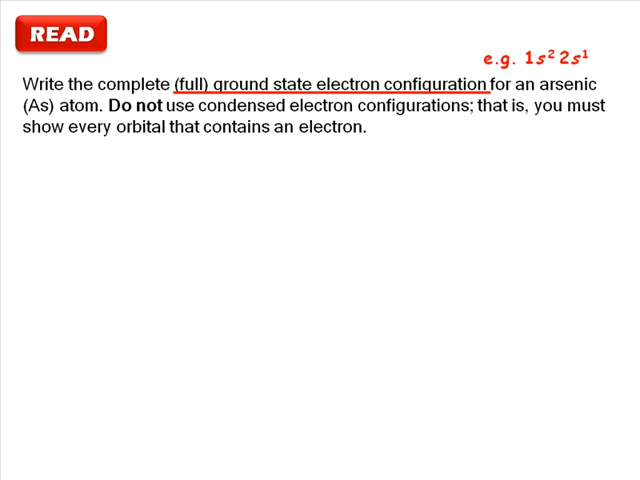 READ
e.g. 1s² 2s¹
Write the complete (full) ground state electron configuration for an arsenic
(As) atom. Do not use condensed electron configurations; that is, you must
show every orbital that contains an electron.